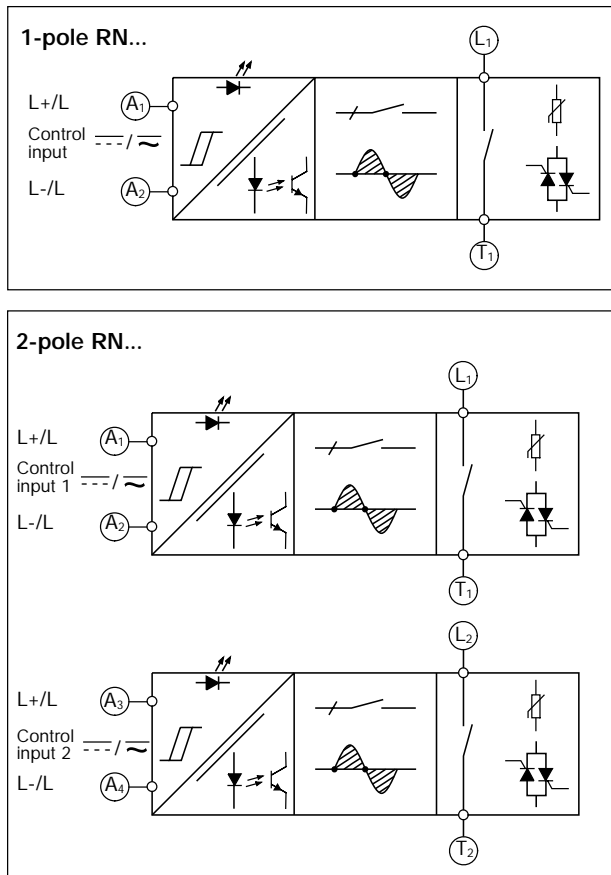 1-pole RN...
L₁
L+/L
A₁
Control
input
L-/L
A₂
T₁
2-pole RN...
L₁
L+/L
A₁
Control
input 1
L-/L
A₂
T₁
L₂
L+/L
A₃
Control
input 2
L-/L
A₄
T₂